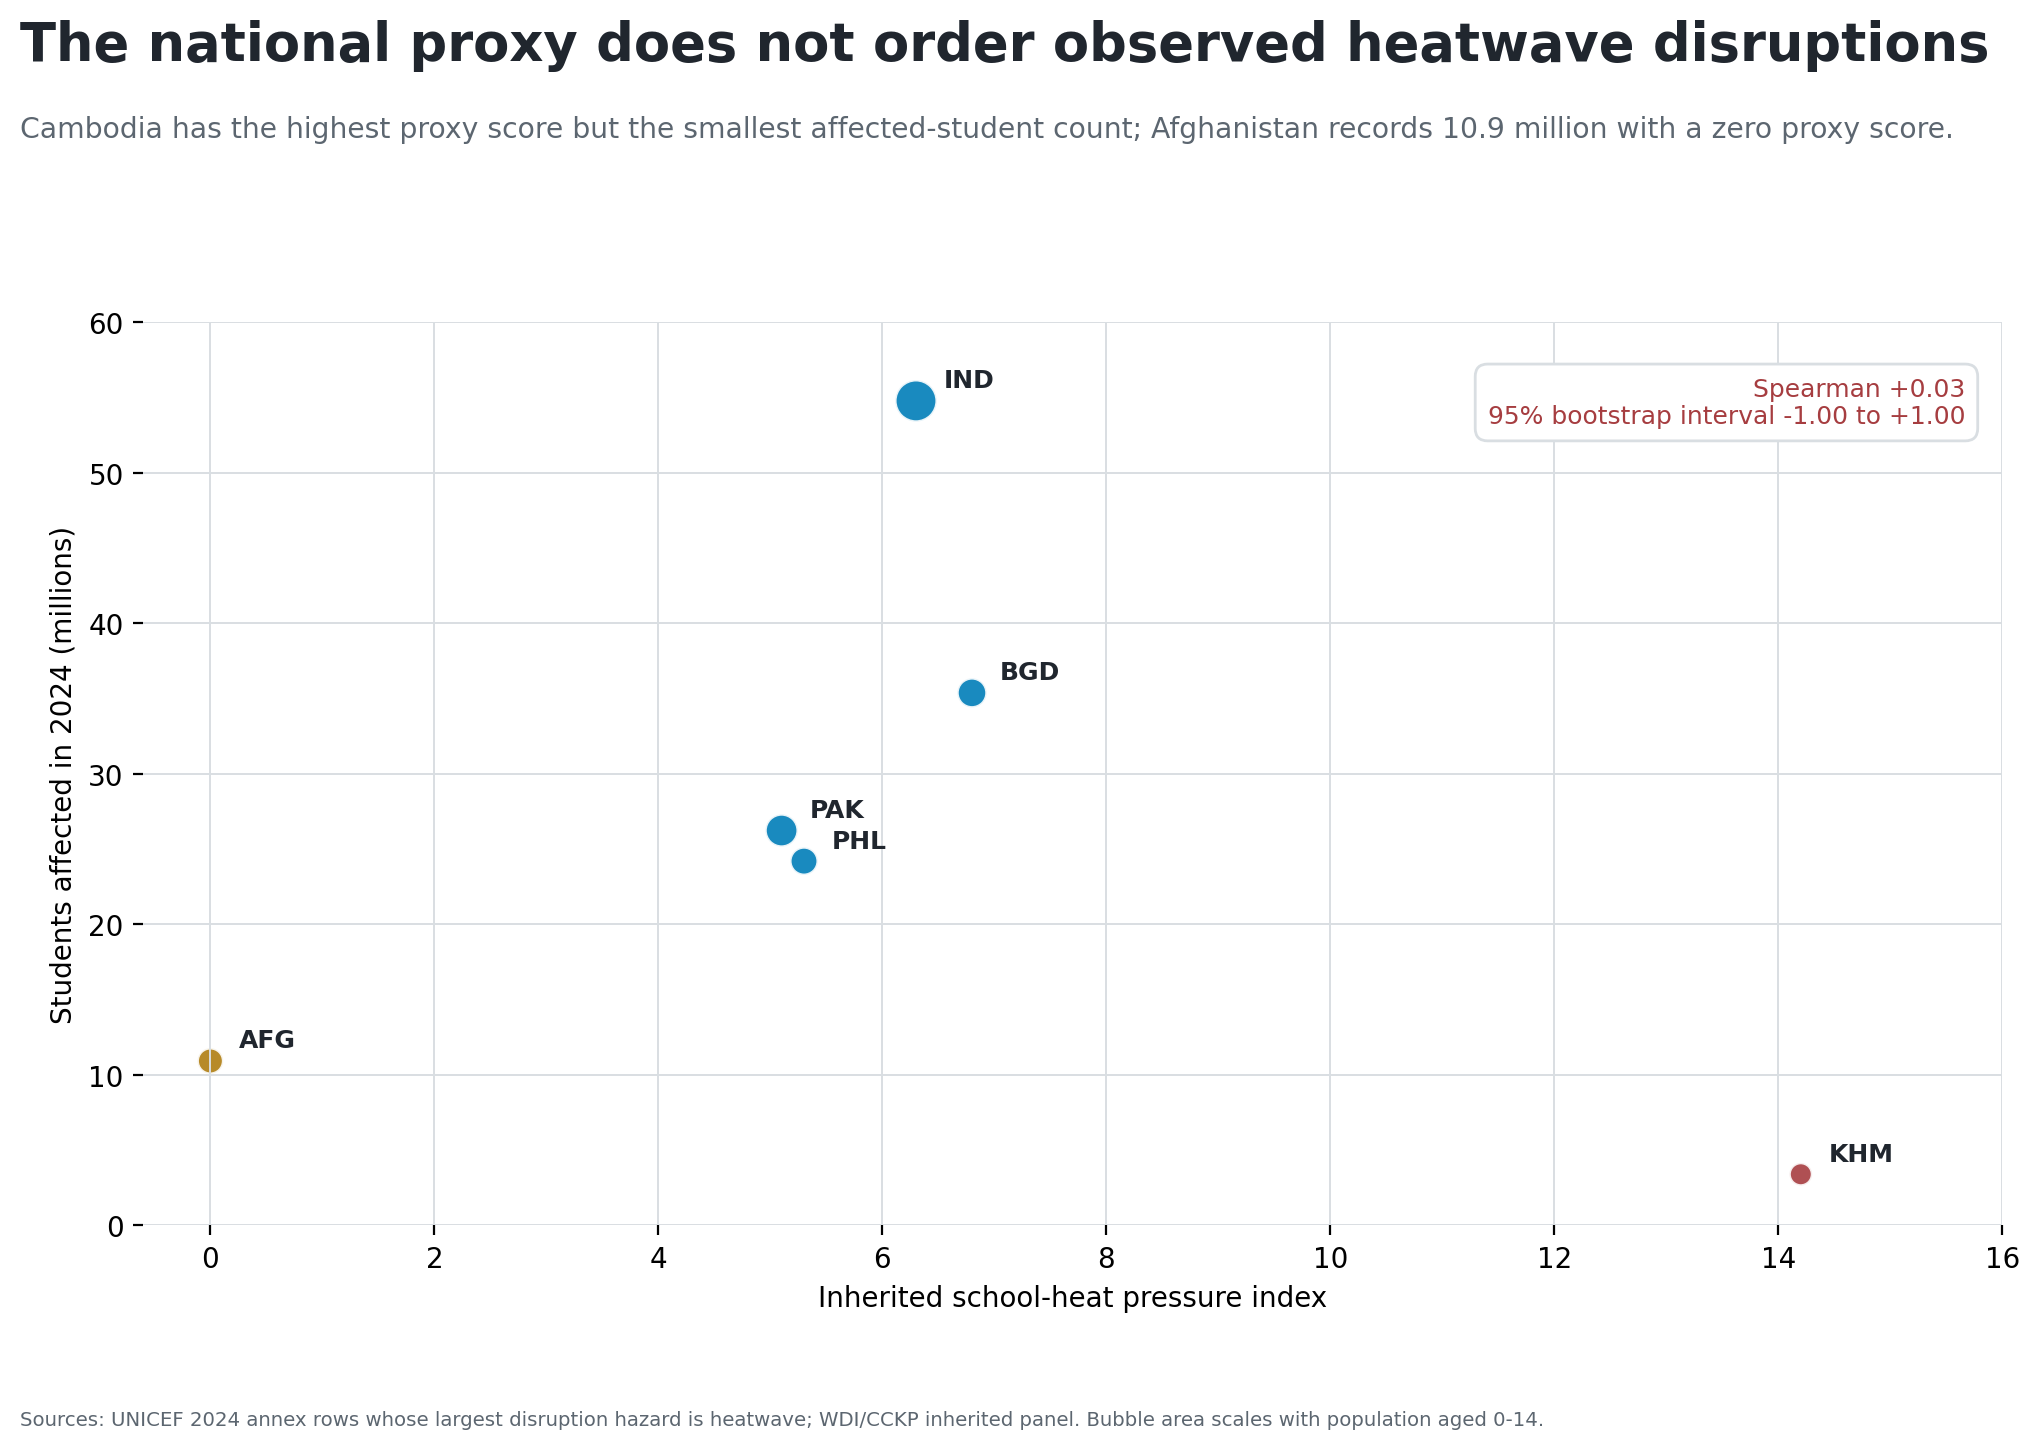 The national proxy does not order observed heatwave disruptions
Cambodia has the highest proxy score but the smallest affected-student count; Afghanistan records 10.9 million with a zero proxy score.
60
IND
Spearman +0.03
95% bootstrap interval -1.00 to +1.00
50
40
BGD
Students affected in 2024 (millions)
30
PAK
PHL
20
AFG
10
KHM
0
0 2 4 6 8 10 12 14 16
Inherited school-heat pressure index
Sources: UNICEF 2024 annex rows whose largest disruption hazard is heatwave; WDI/CCKP inherited panel. Bubble area scales with population aged 0-14.